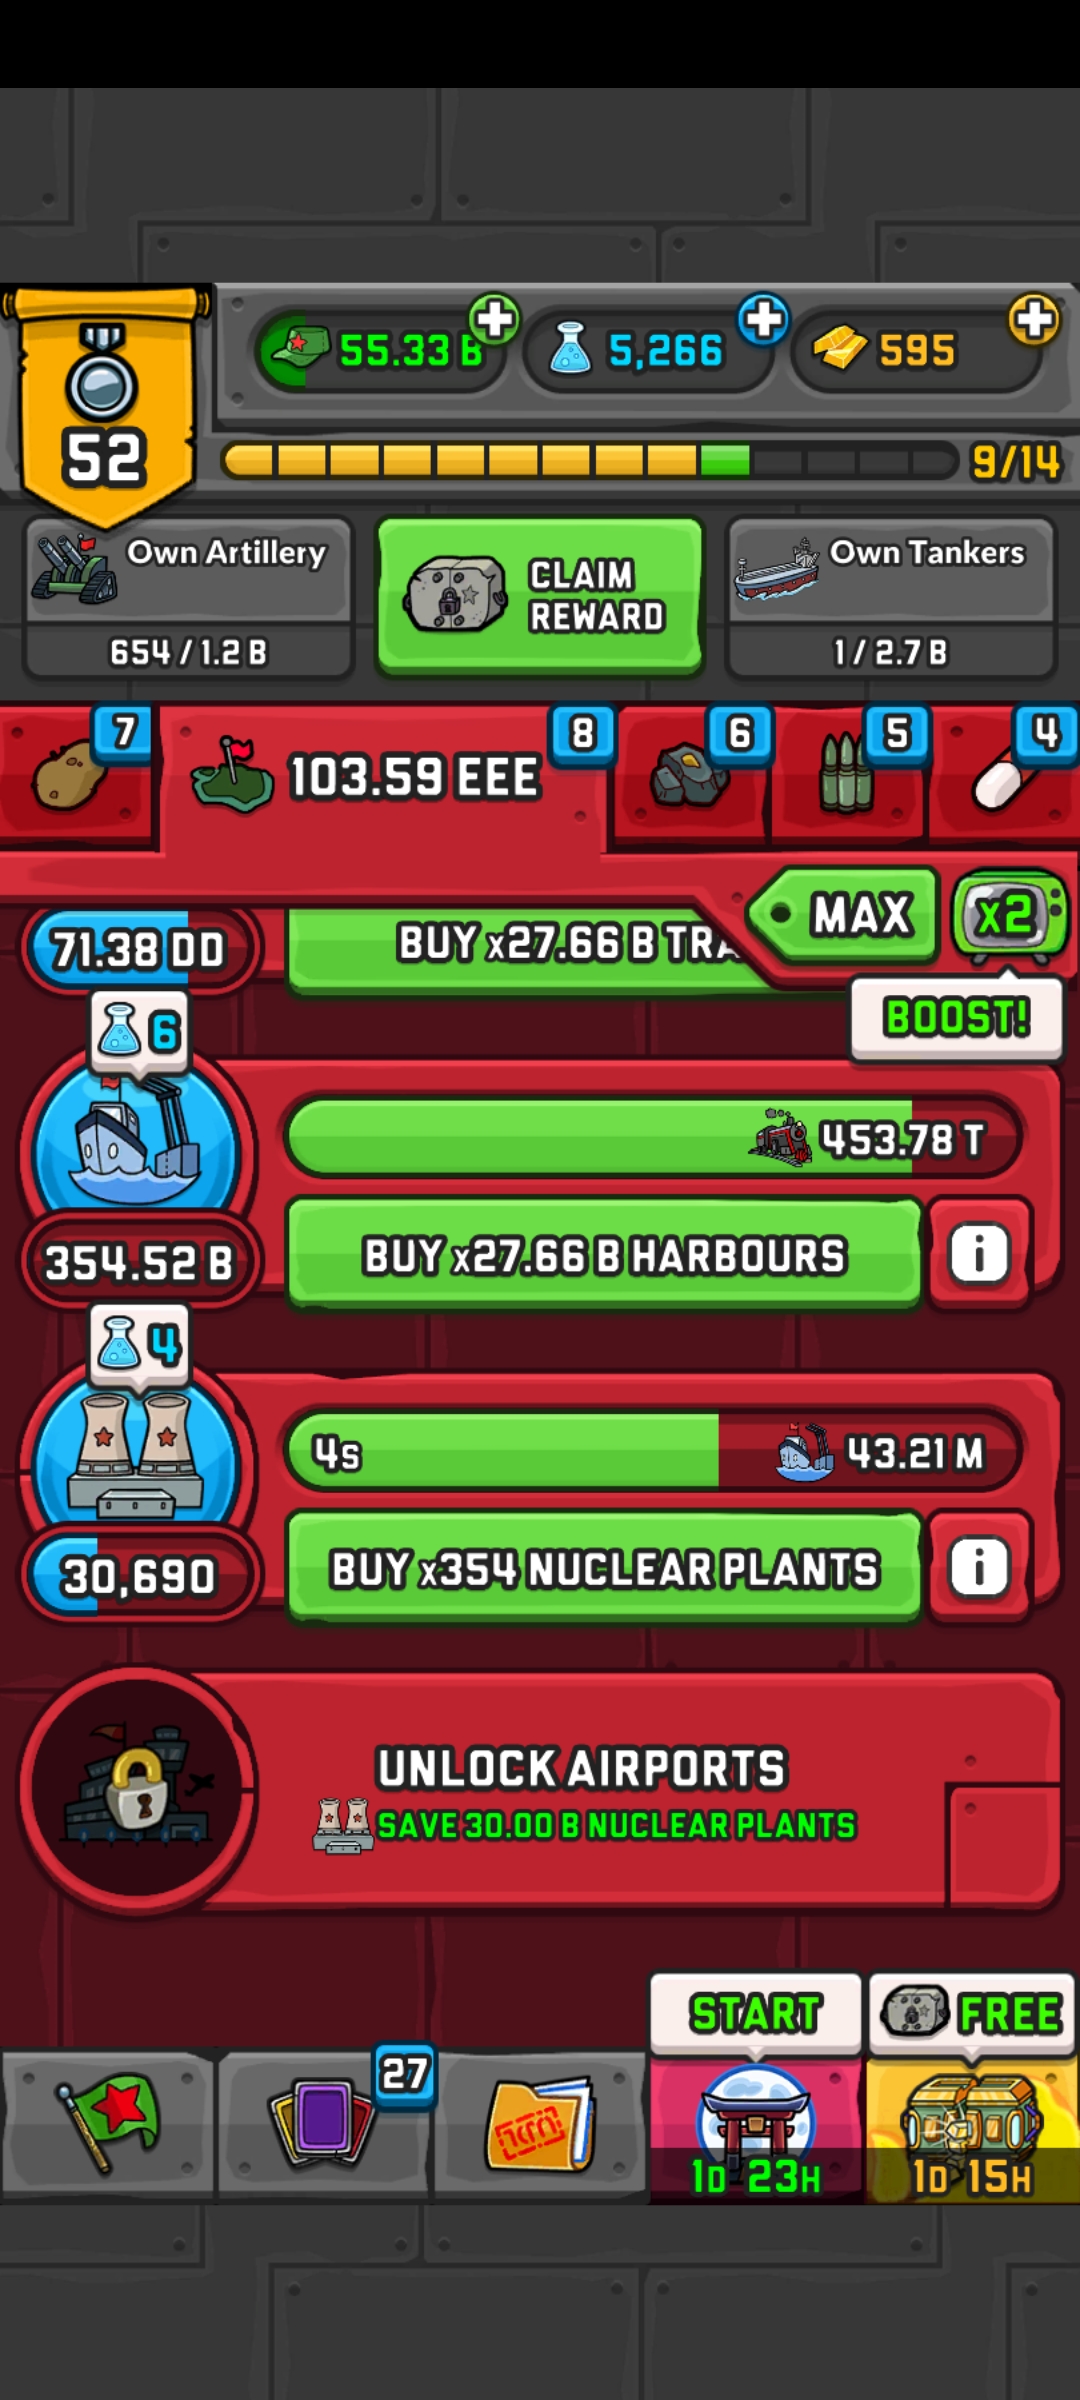 55.33 B
5,266
595
52
9/14
Own Artillery
654 / 1.2 B
CLAIM
REWARD
Own Tankers
1 / 2.7 B
7
103.59 EEE
8
6
5
4
MAX
x2
BOOST!
71.38 DD
BUY x27.66 B TRA
6
453.78 T
354.52 B
BUY x27.66 B HARBOURS
i
4
4s
43.21 M
30,690
BUY x354 NUCLEAR PLANTS
i
UNLOCK AIRPORTS
SAVE 30.00 B NUCLEAR PLANTS
START
FREE
27
1D 23H
1D 15H